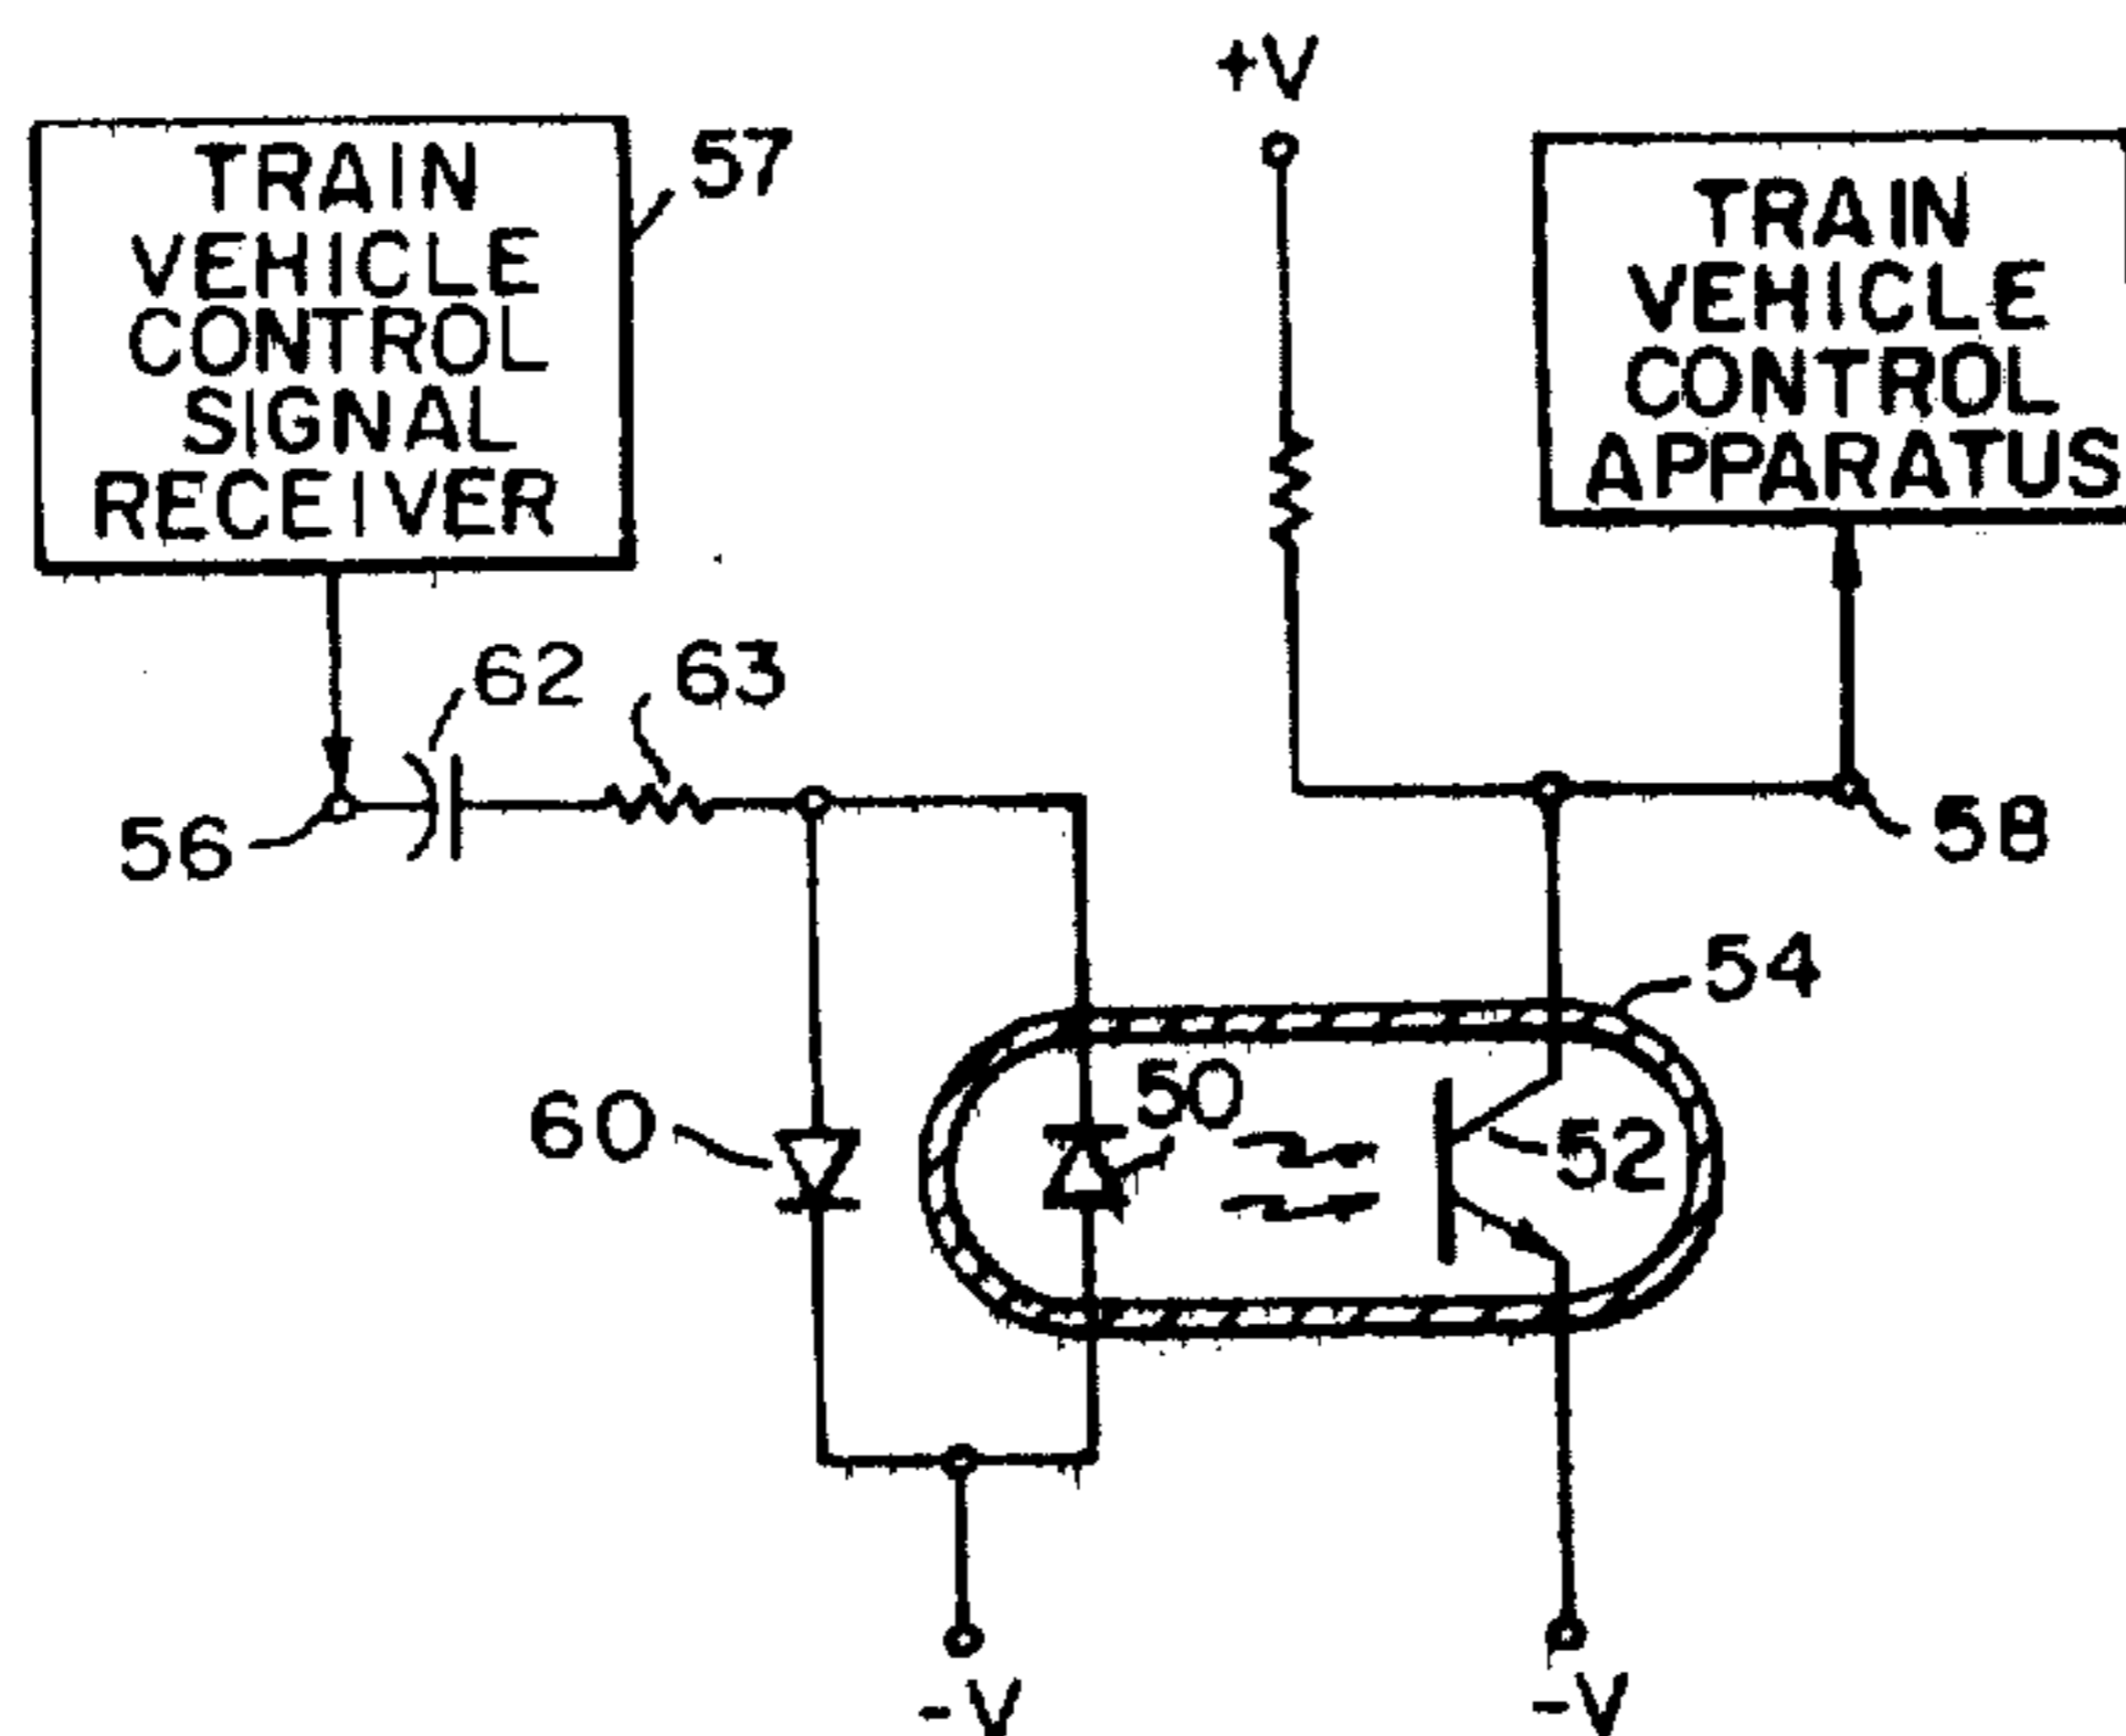 TRAIN
VEHICLE
CONTROL
SIGNAL
RECEIVER
57
+V
TRAIN
VEHICLE
CONTROL
APPARATUS
62
63
56
58
54
60
50
52
-V
-V